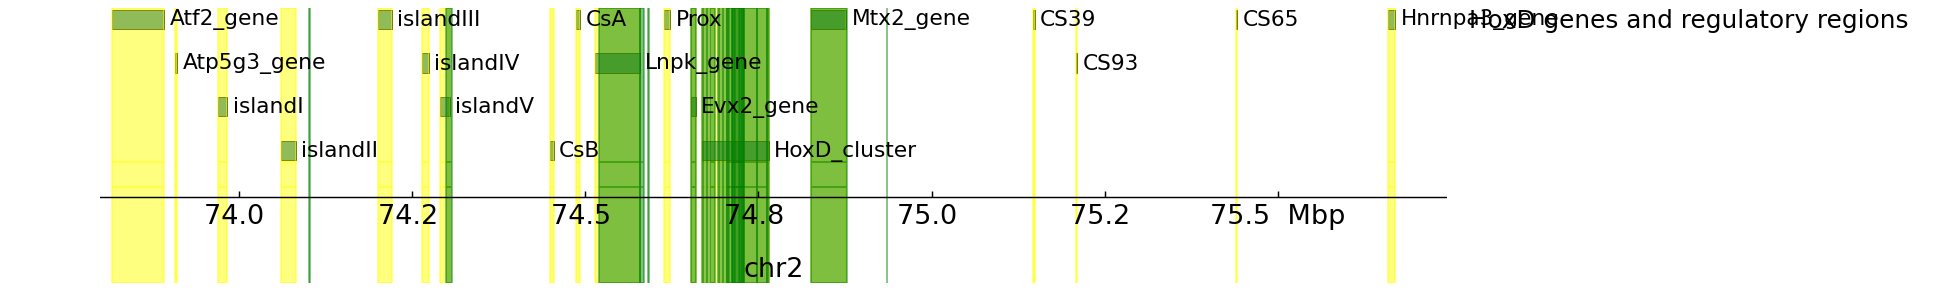 Atf2_gene islandIII CsA Prox Mtx2_gene CS39 CS65 Hnrnpa3_gene HoxD genes and regulatory regions
Atp5g3_gene islandIV Lnpk_gene CS93
islandI islandV Evx2_gene
islandII CsB HoxD_cluster
74.0 74.2 74.5 74.8 75.0 75.2 75.5 Mbp
chr2